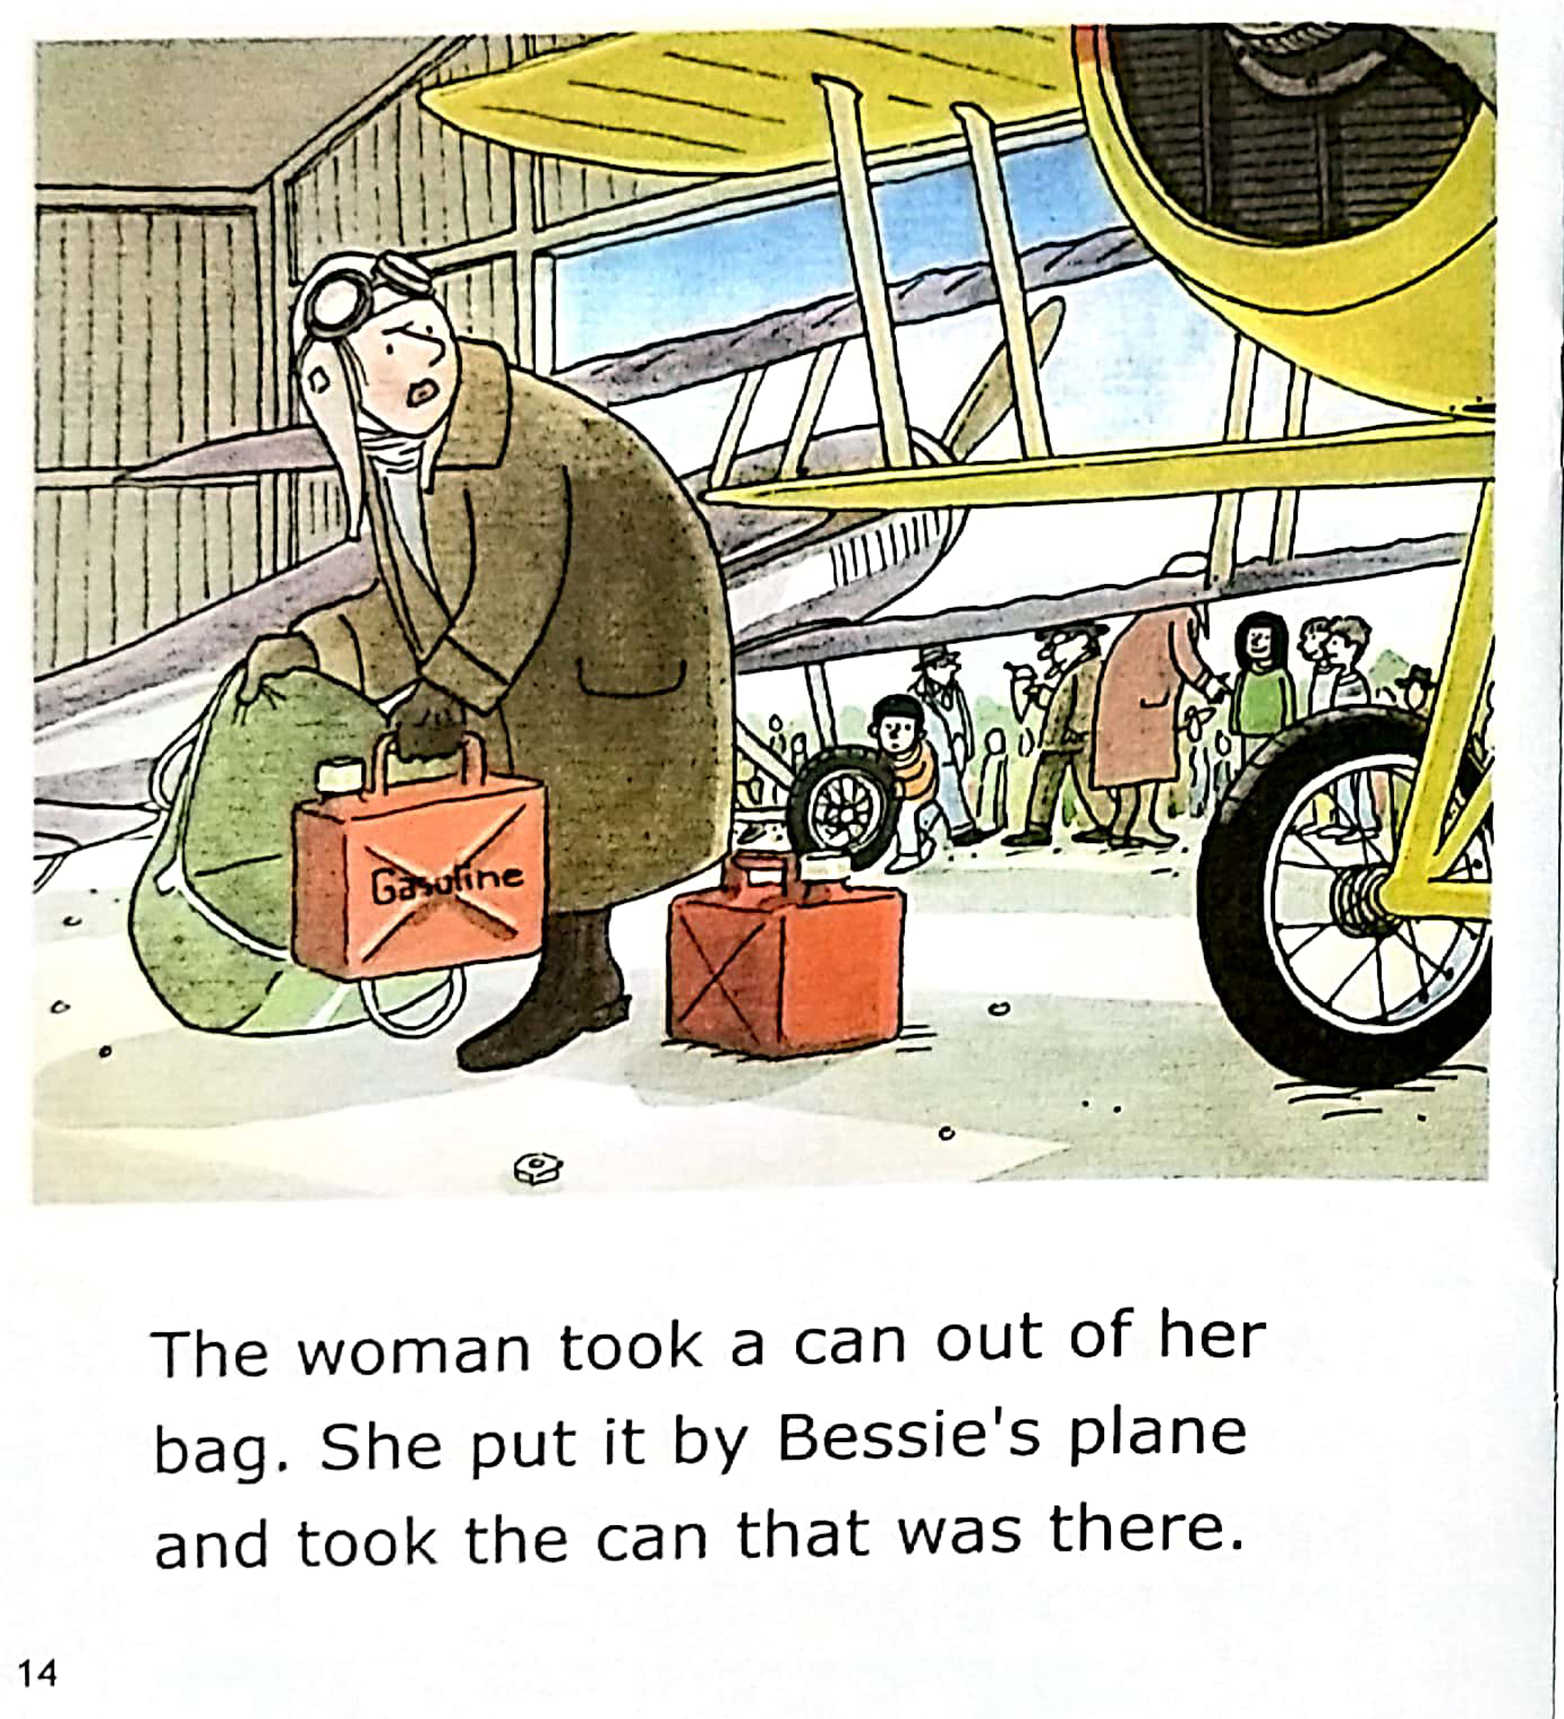 Gasoline
The woman took a can out of her
bag. She put it by Bessie's plane
and took the can that was there.
14